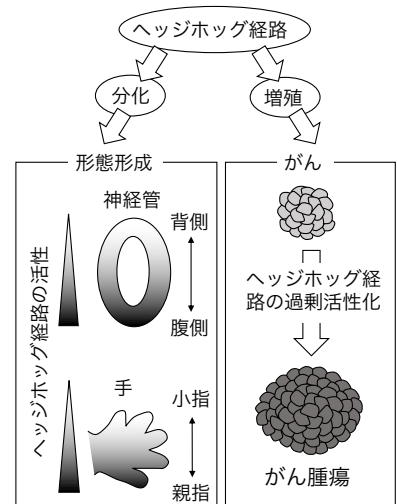 ヘッジホッグ経路
分化
増殖
形態形成
神経管
背側
腹側
ヘッジホッグ経路の活性
手
小指
親指
がん
ヘッジホッグ経
路の過剰活性化
がん腫瘍